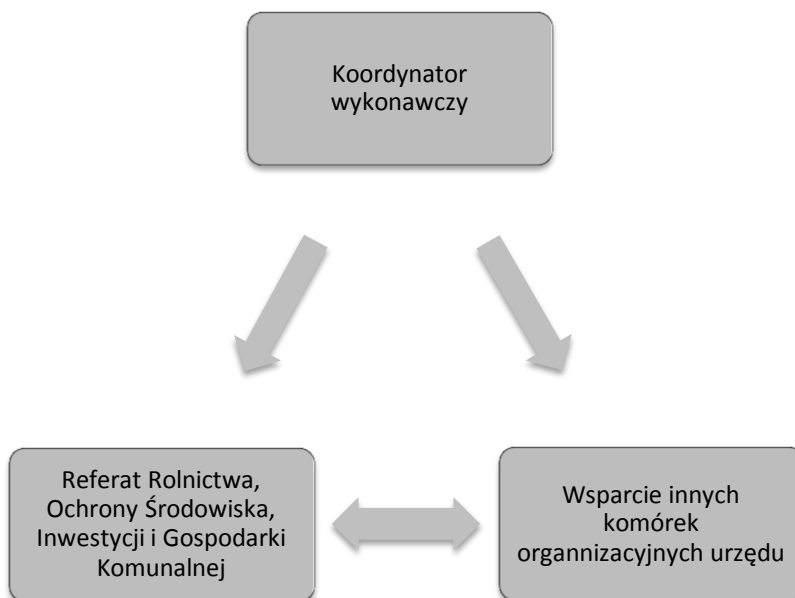 Koordynator
wykonawczy
Referat Rolnictwa,
Ochrony Środowiska,
Inwestycji i Gospodarki
Komunalnej
Wsparcie innych
komórek
organnizacyjnych urzędu